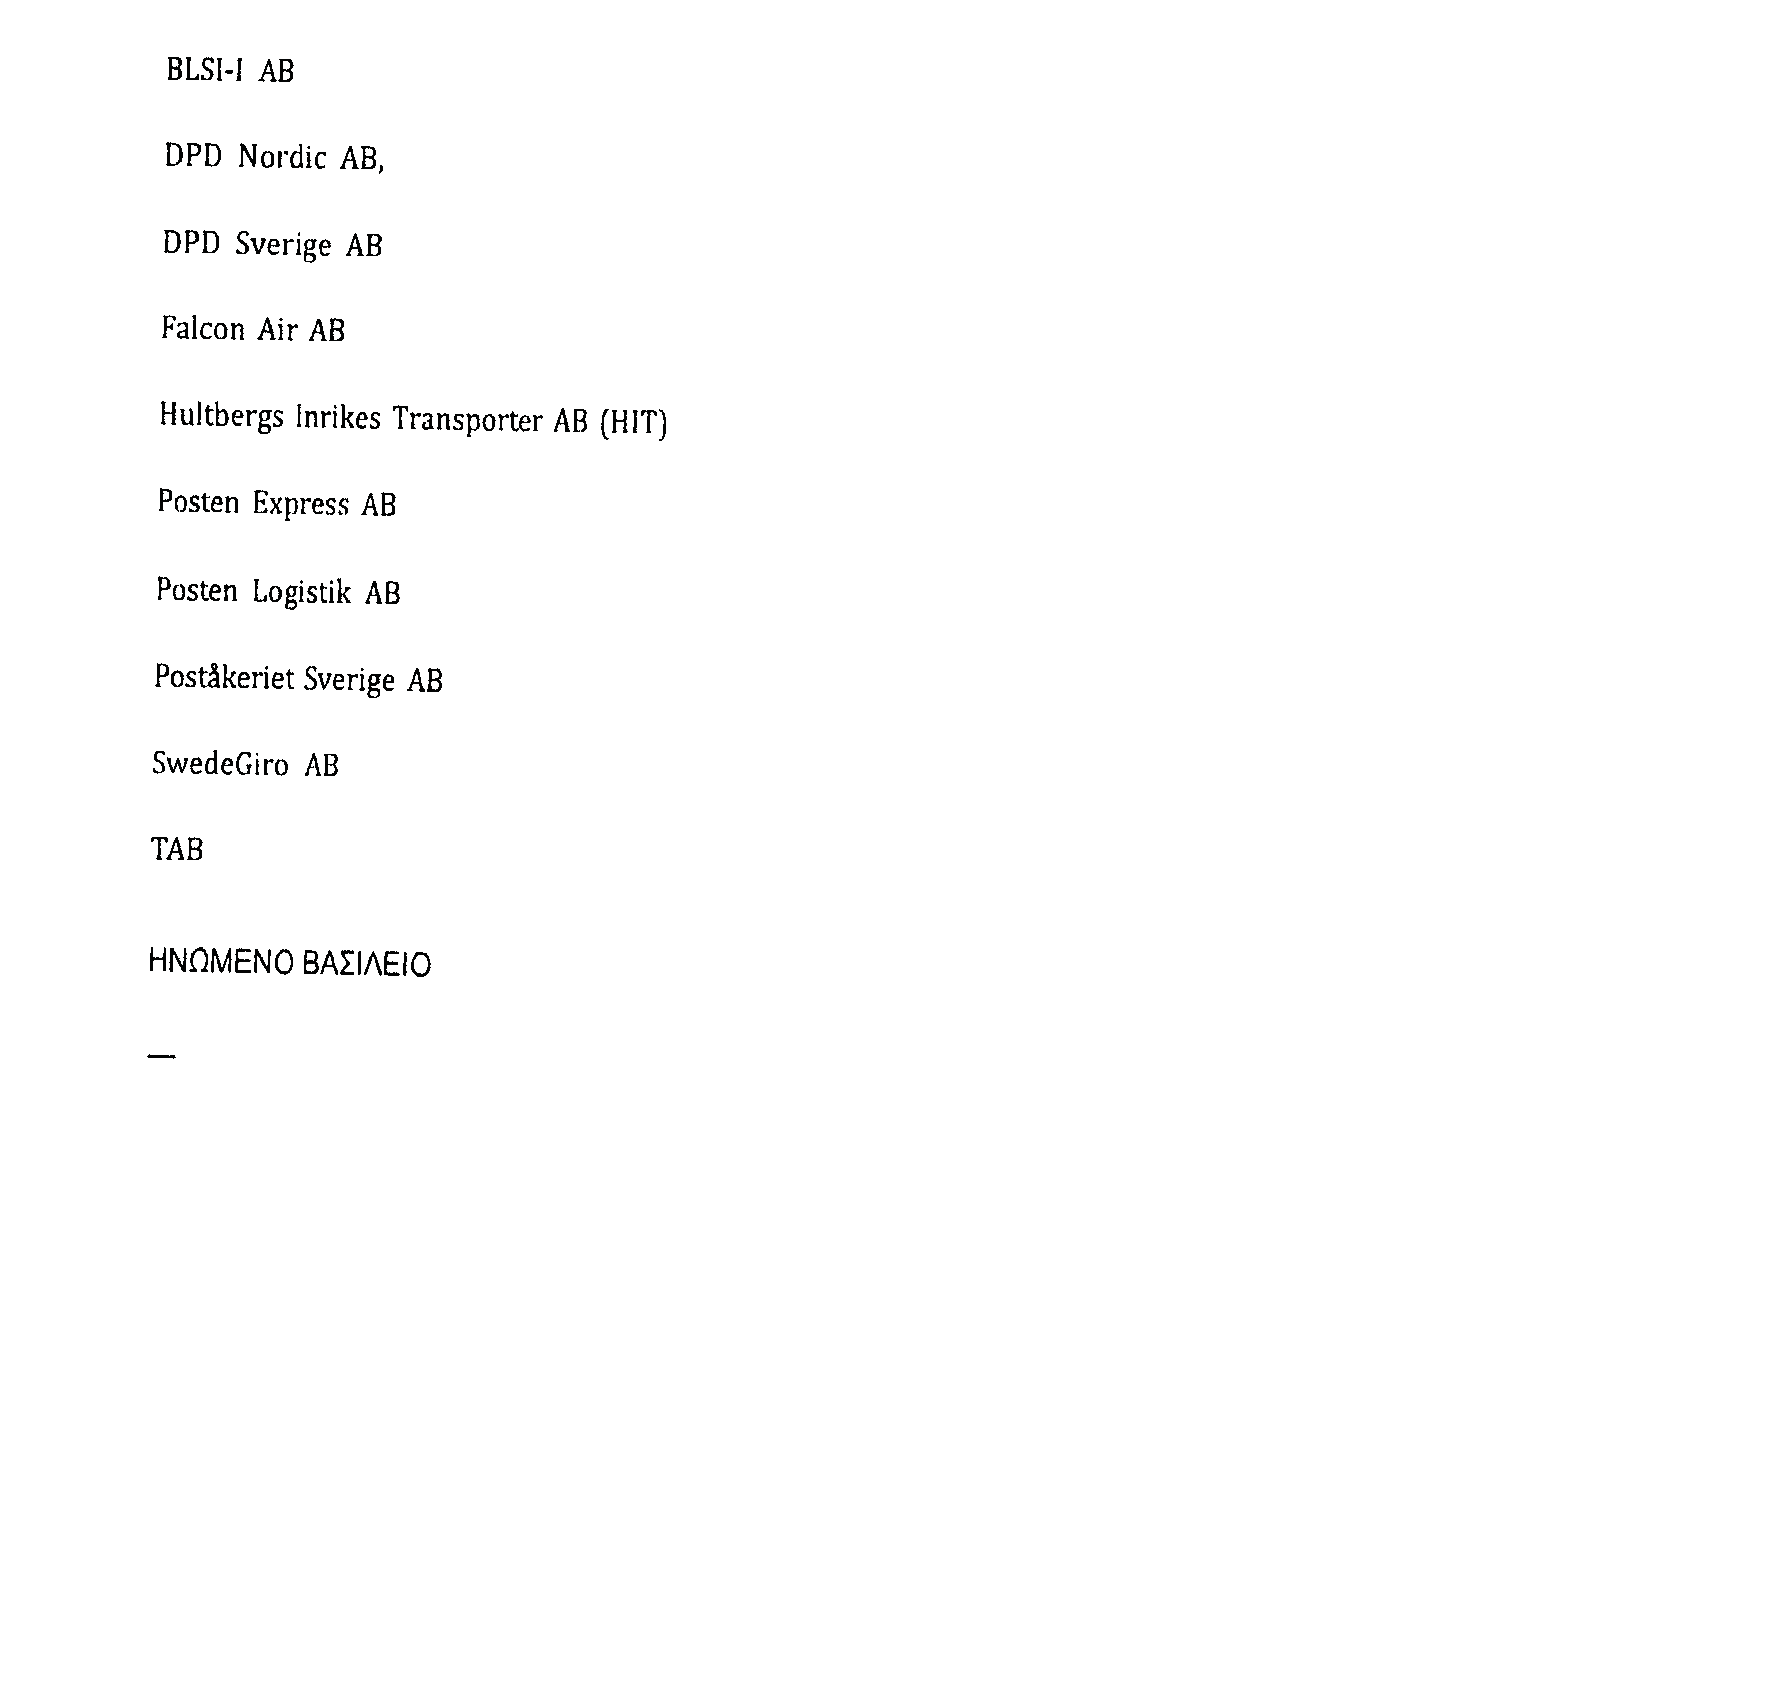 BLSI-I AB
DPD Nordic AB,
DPD Sverige AB
Falcon Air AB
Hultbergs Inrikes Transporter AB (HIT)
Posten Express AB
Posten Logistik AB
Poståkeriet Sverige AB
SwedeGiro AB
TAB
ΗΝΩΜΕΝΟ ΒΑΣΙΛΕΙΟ
—